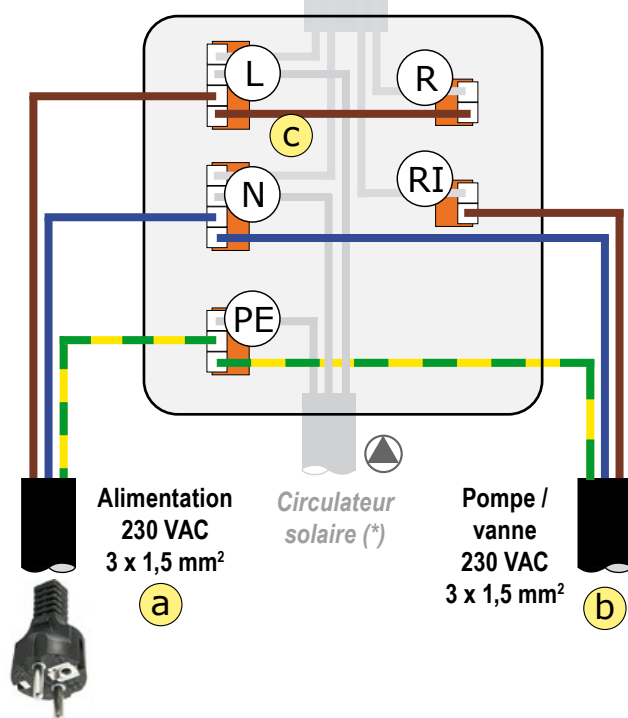 L
R
c
N
RI
PE
Alimentation
230 VAC
3 x 1,5 mm²
a
Circulateur
solaire (*)
Pompe /
vanne
230 VAC
3 x 1,5 mm²
b